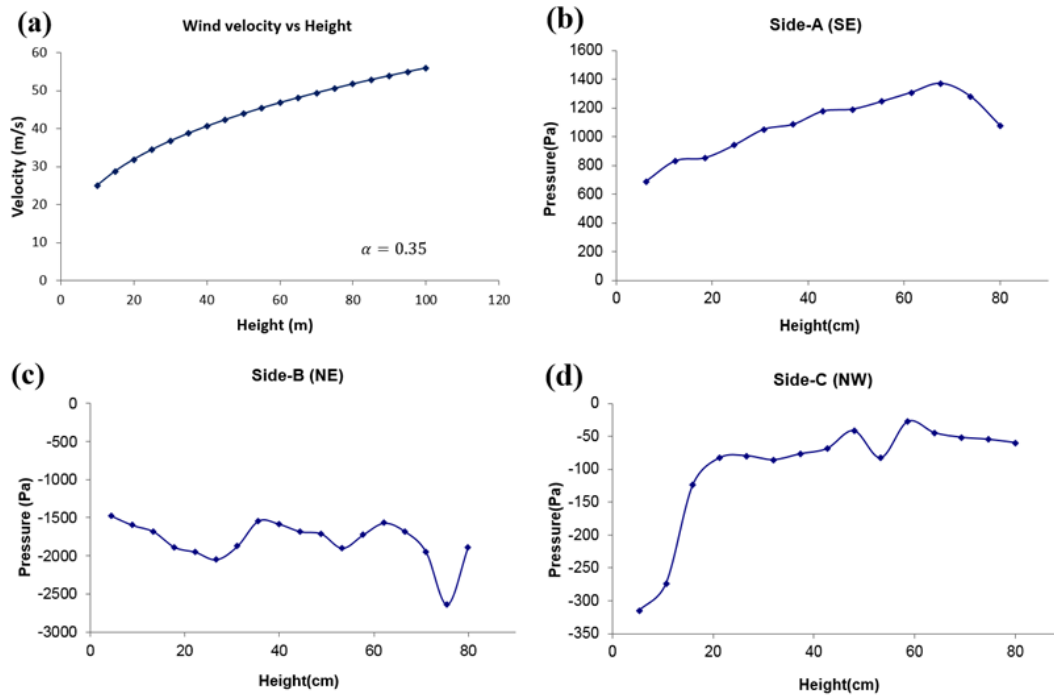 (a)
Wind velocity vs Height
Velocity (m/s)
60
50
40
30
20
10
0
0 20 40 60 80 100 120
Height (m)
α = 0.35
(b)
Side-A (SE)
Pressure(Pa)
1600
1400
1200
1000
800
600
400
200
0
0 20 40 60 80
Height(cm)
(c)
Side-B (NE)
Pressure (Pa)
0
-500
-1000
-1500
-2000
-2500
-3000
0 20 40 60 80
Height(cm)
(d)
Side-C (NW)
Pressure(Pa)
0
-50
-100
-150
-200
-250
-300
-350
0 20 40 60 80
Height(cm)